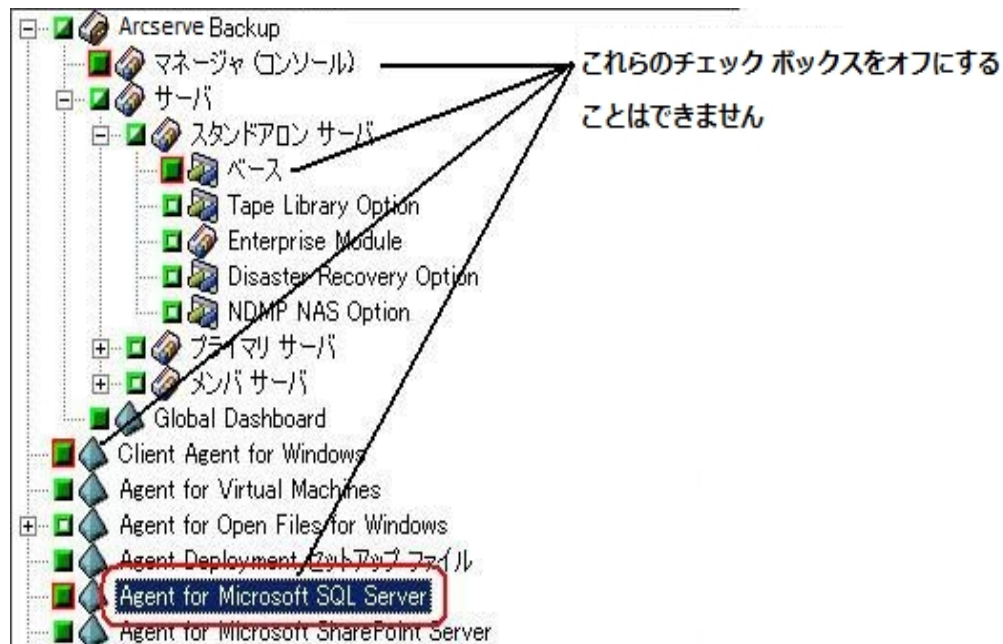 Arcserve Backup
マネージャ (コンソール)
これらのチェック ボックスをオフにする
ことはできません
サーバ
スタンドアロン サーバ
ベース
Tape Library Option
Enterprise Module
Disaster Recovery Option
NDMP NAS Option
プライマリ サーバ
メンバ サーバ
Global Dashboard
Client Agent for Windows
Agent for Virtual Machines
Agent for Open Files for Windows
Agent Deployment セットアップ ファイル
Agent for Microsoft SQL Server
Agent for Microsoft SharePoint Server